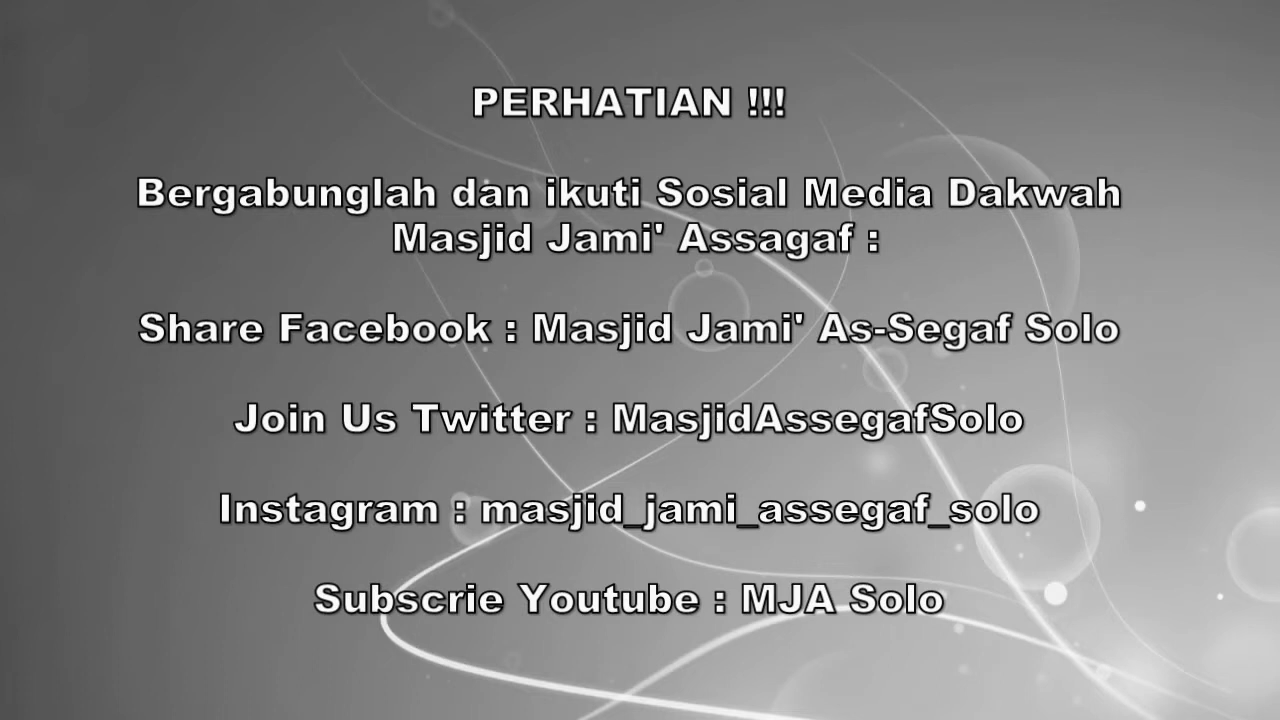 PERHATIAN !!!
Bergabunglah dan ikuti Sosial Media Dakwah
Masjid Jami' Assagaf :
Share Facebook : Masjid Jami' As-Segaf Solo
Join Us Twitter : MasjidAssegafSolo
Instagram : masjid_jami_assegaf_solo
Subscrie Youtube : MJA Solo